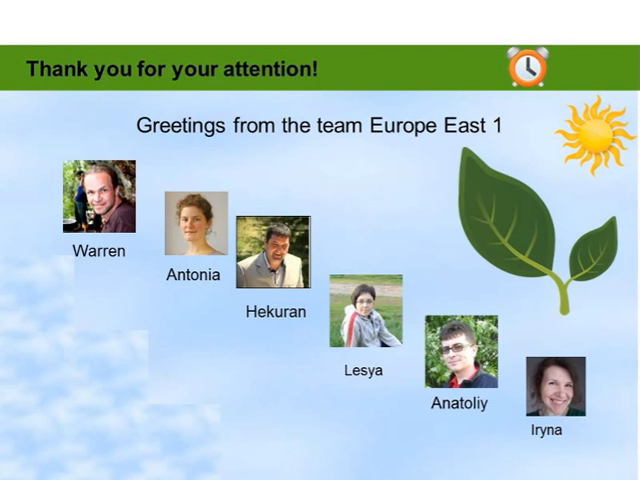 Thank you for your attention!
Greetings from the team Europe East 1
Warren
Antonia
Hekuran
Lesya
Anatoliy
Iryna